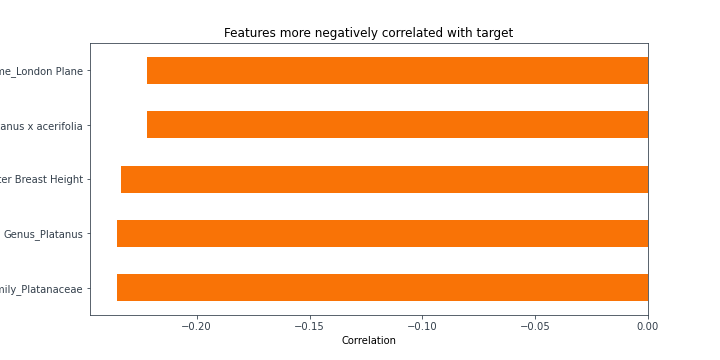 Features more negatively correlated with target
me_London Plane
anus x acerifolia
ter Breast Height
Genus_Platanus
mily_Platanaceae
−0.20 −0.15 −0.10 −0.05 0.00
Correlation